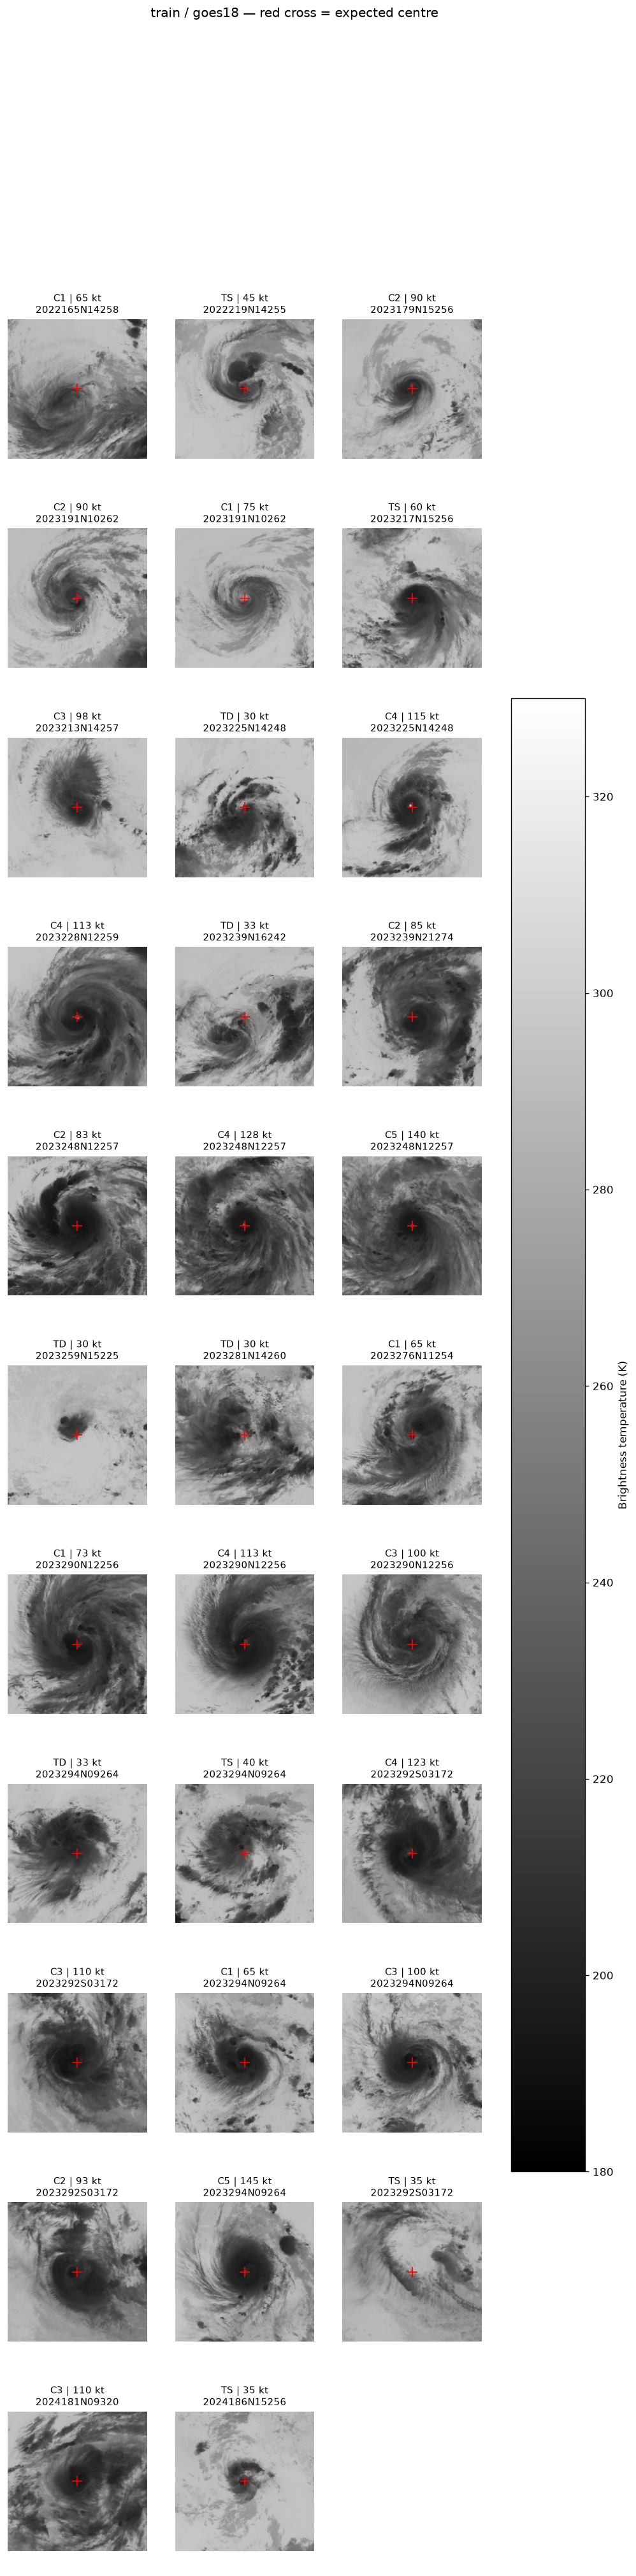 train / goes18 — red cross = expected centre
C1 | 65 kt
2022165N14258
TS | 45 kt
2022219N14255
C2 | 90 kt
2023179N15256
C2 | 90 kt
2023191N10262
C1 | 75 kt
2023191N10262
TS | 60 kt
2023217N15256
C3 | 98 kt
2023213N14257
TD | 30 kt
2023225N14248
C4 | 115 kt
2023225N14248
C4 | 113 kt
2023228N12259
TD | 33 kt
2023239N16242
C2 | 85 kt
2023239N21274
C2 | 83 kt
2023248N12257
C4 | 128 kt
2023248N12257
C5 | 140 kt
2023248N12257
TD | 30 kt
2023259N15225
TD | 30 kt
2023281N14260
C1 | 65 kt
2023276N11254
C1 | 73 kt
2023290N12256
C4 | 113 kt
2023290N12256
C3 | 100 kt
2023290N12256
TD | 33 kt
2023294N09264
TS | 40 kt
2023294N09264
C4 | 123 kt
2023292S03172
C3 | 110 kt
2023292S03172
C1 | 65 kt
2023294N09264
C3 | 100 kt
2023294N09264
C2 | 93 kt
2023292S03172
C5 | 145 kt
2023294N09264
TS | 35 kt
2023292S03172
C3 | 110 kt
2024181N09320
TS | 35 kt
2024186N15256
320
300
280
260
240
220
200
180
Brightness temperature (K)